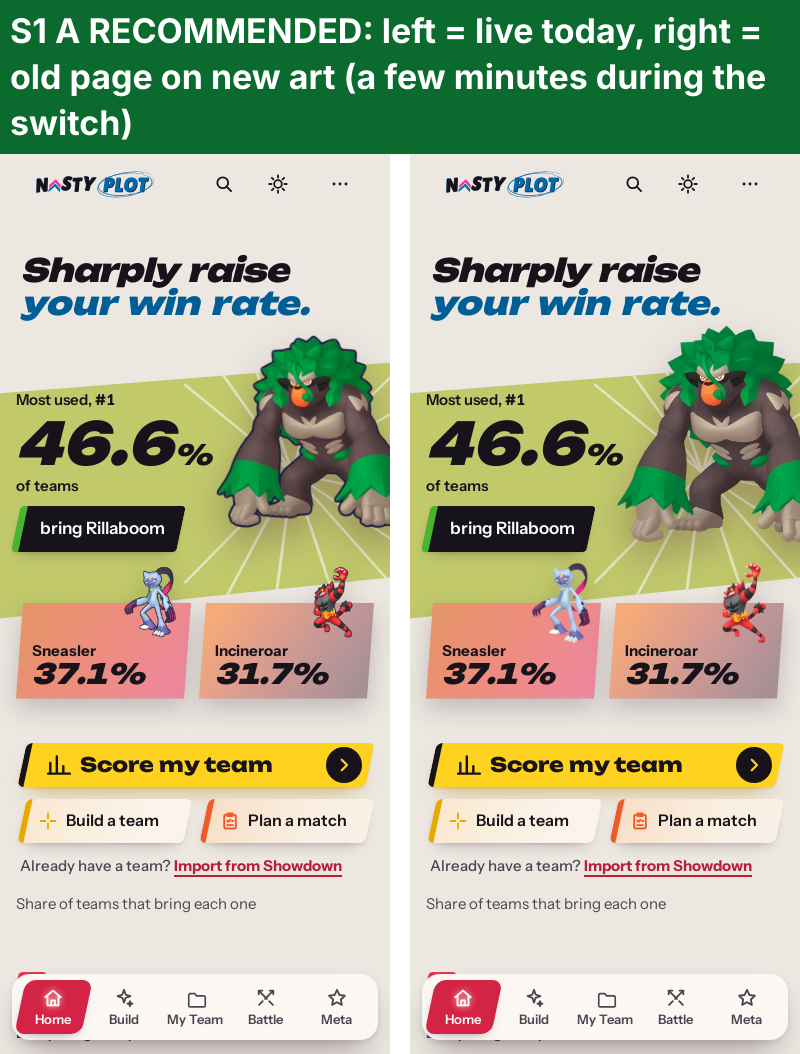 S1 A RECOMMENDED: left = live today, right =
old page on new art (a few minutes during the
switch)
NASTY PLOT
Sharply raise
your win rate.
Most used, #1
46.6%
of teams
bring Rillaboom
Sneasler
37.1%
Incineroar
31.7%
Score my team
Build a team
Plan a match
Already have a team? Import from Showdown
Share of teams that bring each one
Home
Build
My Team
Battle
Meta
NASTY PLOT
Sharply raise
your win rate.
Most used, #1
46.6%
of teams
bring Rillaboom
Sneasler
37.1%
Incineroar
31.7%
Score my team
Build a team
Plan a match
Already have a team? Import from Showdown
Share of teams that bring each one
Home
Build
My Team
Battle
Meta